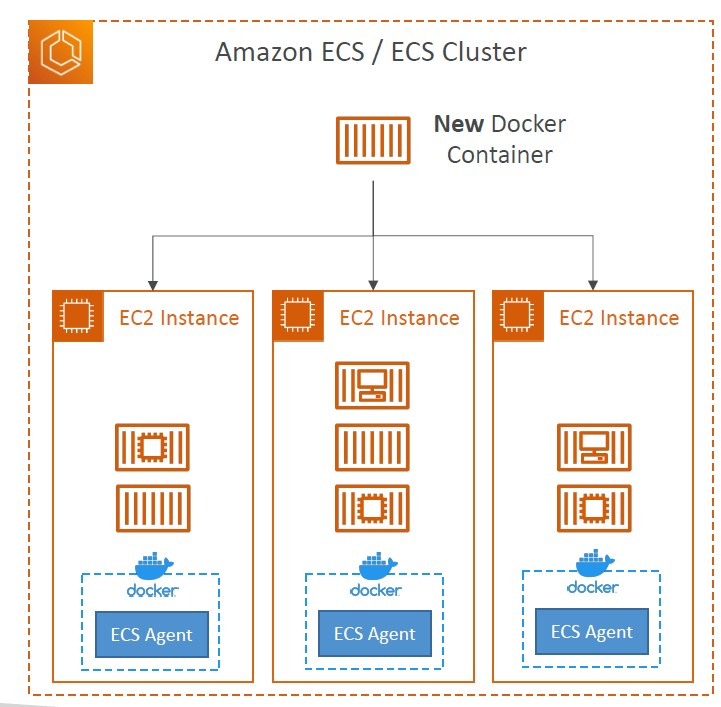 Amazon ECS / ECS Cluster
New Docker
Container
EC2 Instance
EC2 Instance
EC2 Instance
docker
docker
docker
ECS Agent
ECS Agent
ECS Agent